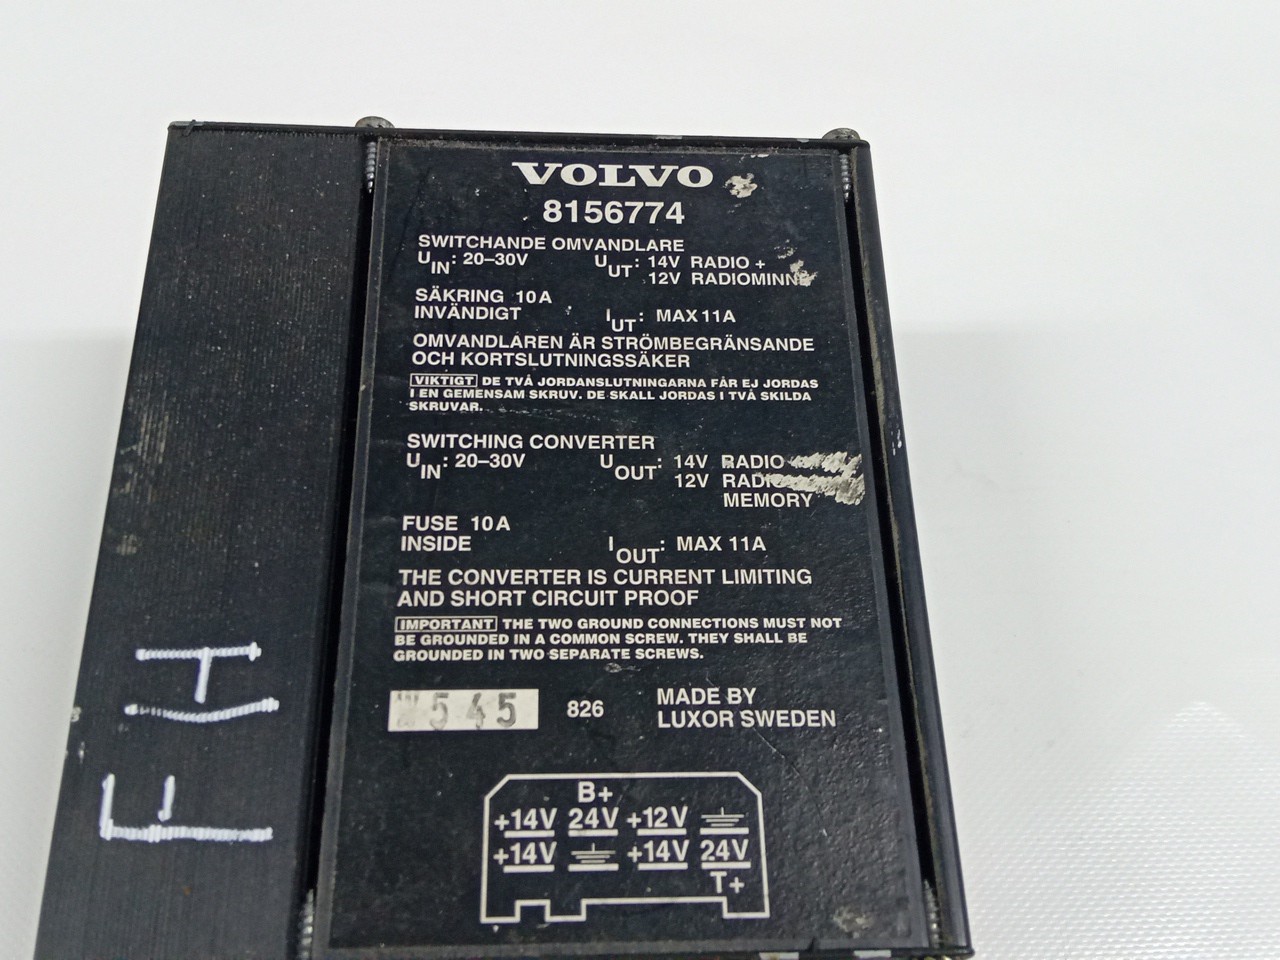 VOLVO
8156774
SWITCHANDE OMVANDLARE
UIN: 20–30V UUT: 14V RADIO +
12V RADIOMINNE
SÄKRING 10A
INVÄNDIGT IUT: MAX 11A
OMVANDLAREN ÄR STRÖMBEGRÄNSANDE
OCH KORTSLUTNINGSSÄKER
VIKTIGT DE TVÅ JORDANSLUTNINGARNA FÅR EJ JORDAS
I EN GEMENSAM SKRUV. DE SKALL JORDAS I TVÅ SKILDA
SKRUVAR.
SWITCHING CONVERTER
UIN: 20–30V UOUT: 14V RADIO
12V RADIO
MEMORY
FUSE 10A
INSIDE IOUT: MAX 11A
THE CONVERTER IS CURRENT LIMITING
AND SHORT CIRCUIT PROOF
IMPORTANT THE TWO GROUND CONNECTIONS MUST NOT
BE GROUNDED IN A COMMON SCREW. THEY SHALL BE
GROUNDED IN TWO SEPARATE SCREWS.
545 826 MADE BY
LUXOR SWEDEN
B+
+14V 24V +12V
+14V +14V 24V
T+